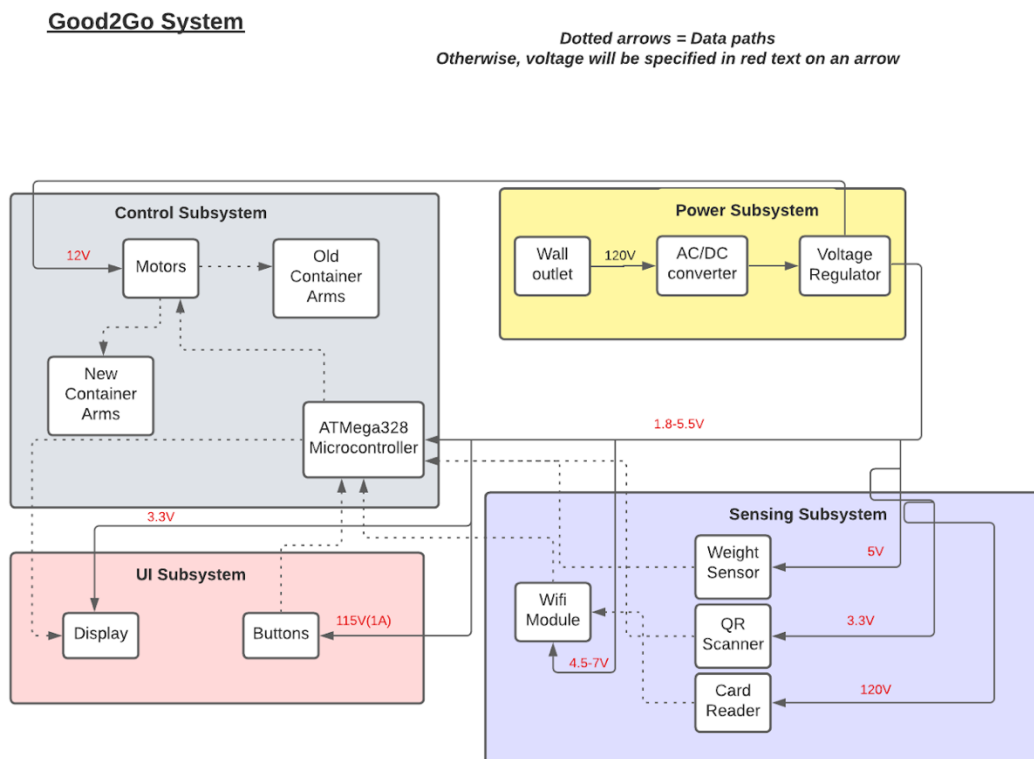 Good2Go System
Dotted arrows = Data paths
Otherwise, voltage will be specified in red text on an arrow
Control Subsystem
12V
Motors
Old
Container
Arms
New
Container
Arms
ATMega328
Microcontroller
Power Subsystem
Wall
outlet
120V
AC/DC
converter
Voltage
Regulator
1.8-5.5V
3.3V
UI Subsystem
Display
Buttons
115V(1A)
Sensing Subsystem
Weight
Sensor
5V
Wifi
Module
4.5-7V
QR
Scanner
3.3V
Card
Reader
120V